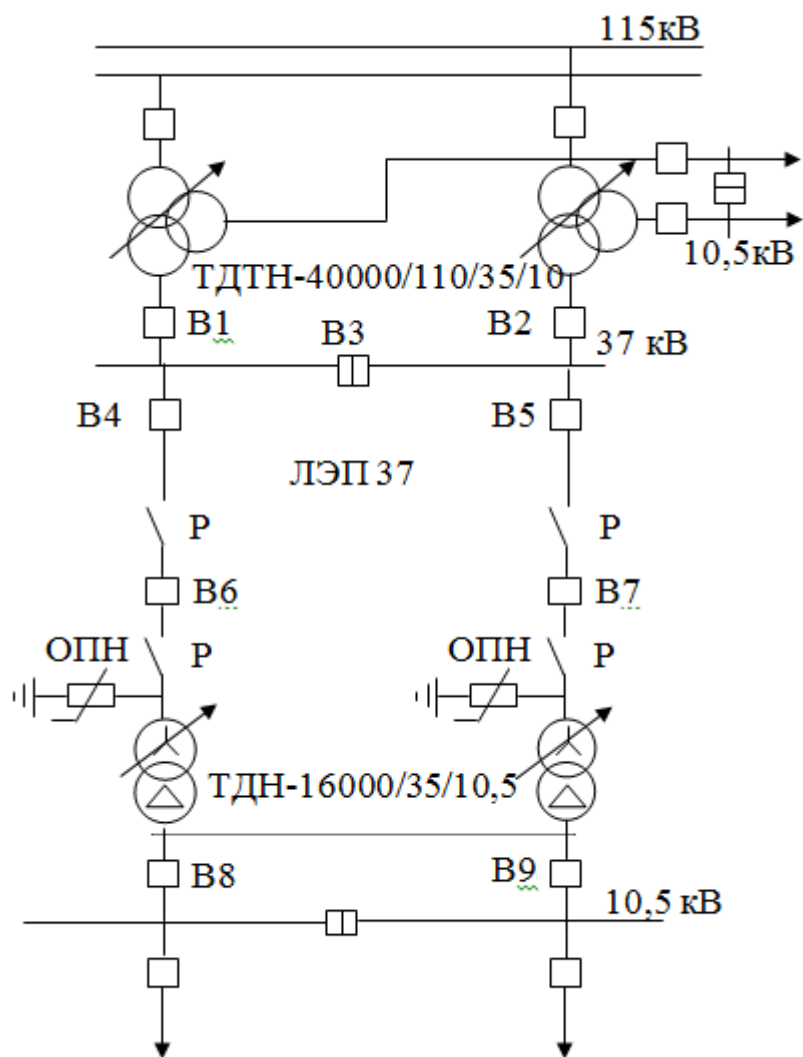 115кВ
10,5кВ
ТДТН-40000/110/35/10
В1
В3
В2
37 кВ
В4
В5
ЛЭП 37
Р
Р
В6
В7
ОПН
Р
ОПН
Р
ТДН-16000/35/10,5
В8
В9
10,5 кВ